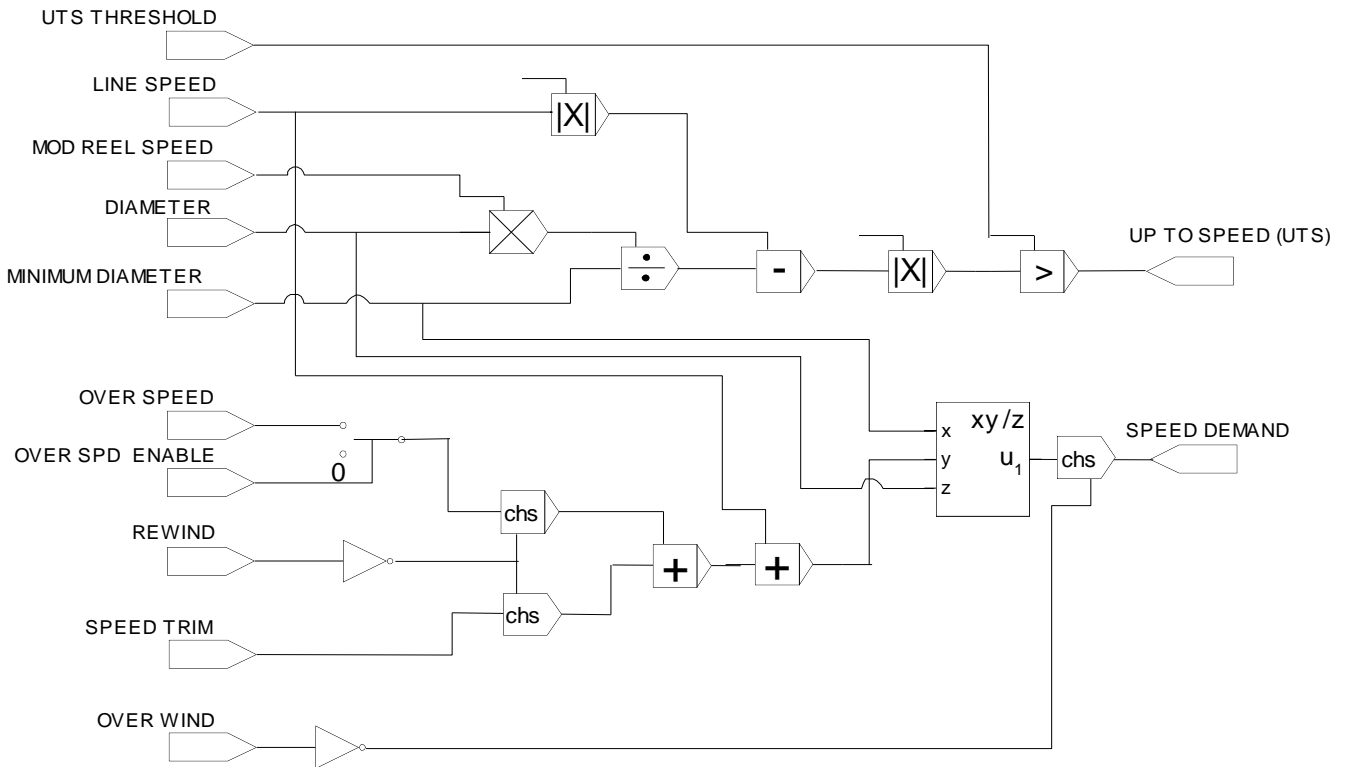 UTS THRESHOLD
LINE SPEED
|X|
MOD REEL SPEED
DIAMETER
UP TO SPEED (UTS)
MINIMUM DIAMETER
-
|X|
>
OVER SPEED
xy/z
x
SPEED DEMAND
OVER SPD ENABLE
0
y
u1
chs
z
chs
REWIND
+
+
chs
SPEED TRIM
OVER WIND